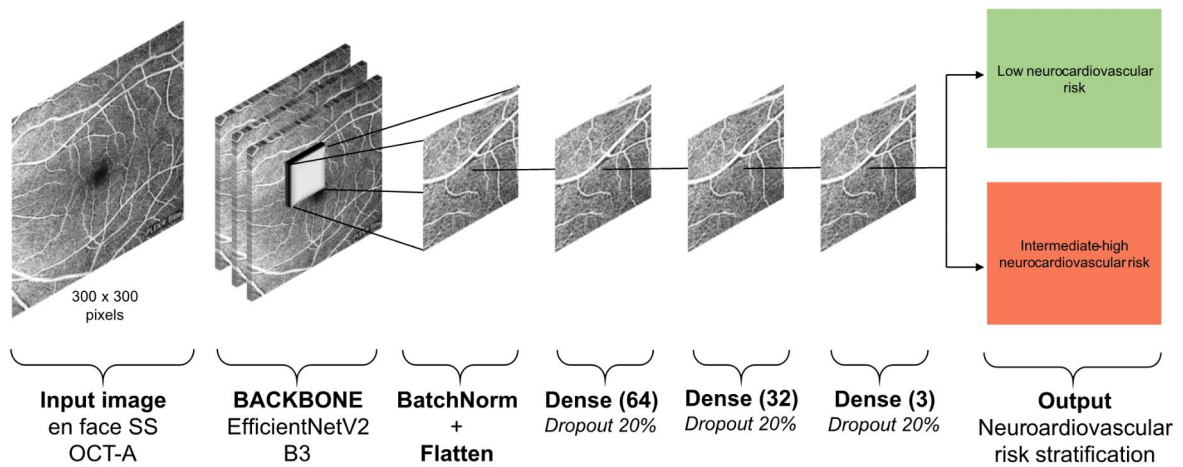 300 x 300
pixels
Low neurocardiovascular
risk
Intermediate-high
neurocardiovascular risk
Input image
en face SS
OCT-A
BACKBONE
EfficientNetV2
B3
BatchNorm
+
Flatten
Dense (64)
Dropout 20%
Dense (32)
Dropout 20%
Dense (3)
Dropout 20%
Output
Neuroardiovascular
risk stratification